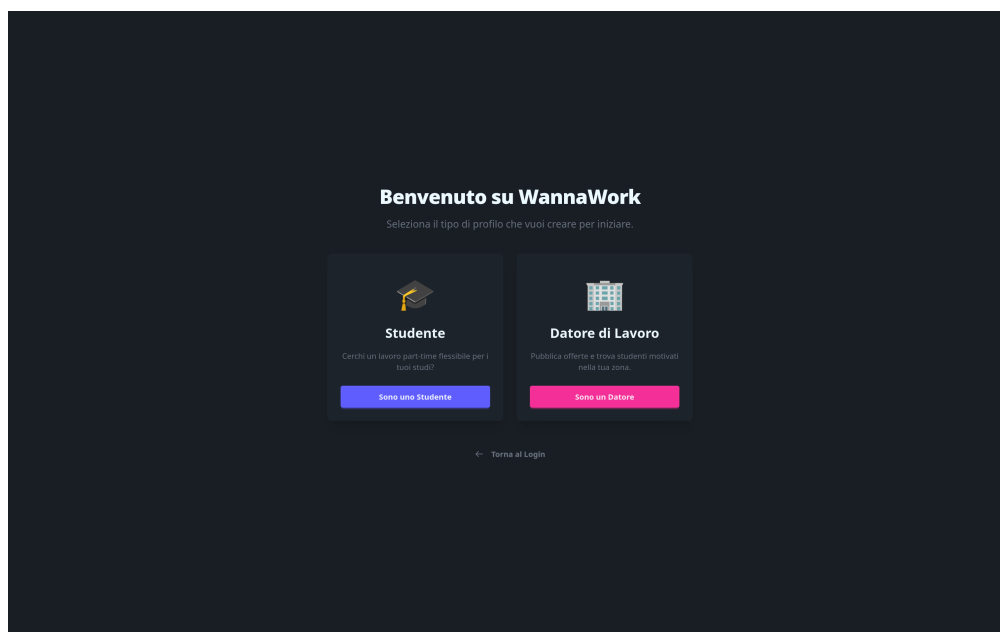 Benvenuto su WannaWork
Seleziona il tipo di profilo che vuoi creare per iniziare.
Studente
Cerchi un lavoro part-time flessibile per i
tuoi studi?
Sono uno Studente
Datore di Lavoro
Pubblica offerte e trova studenti motivati
nella tua zona.
Sono un Datore
← Torna al Login